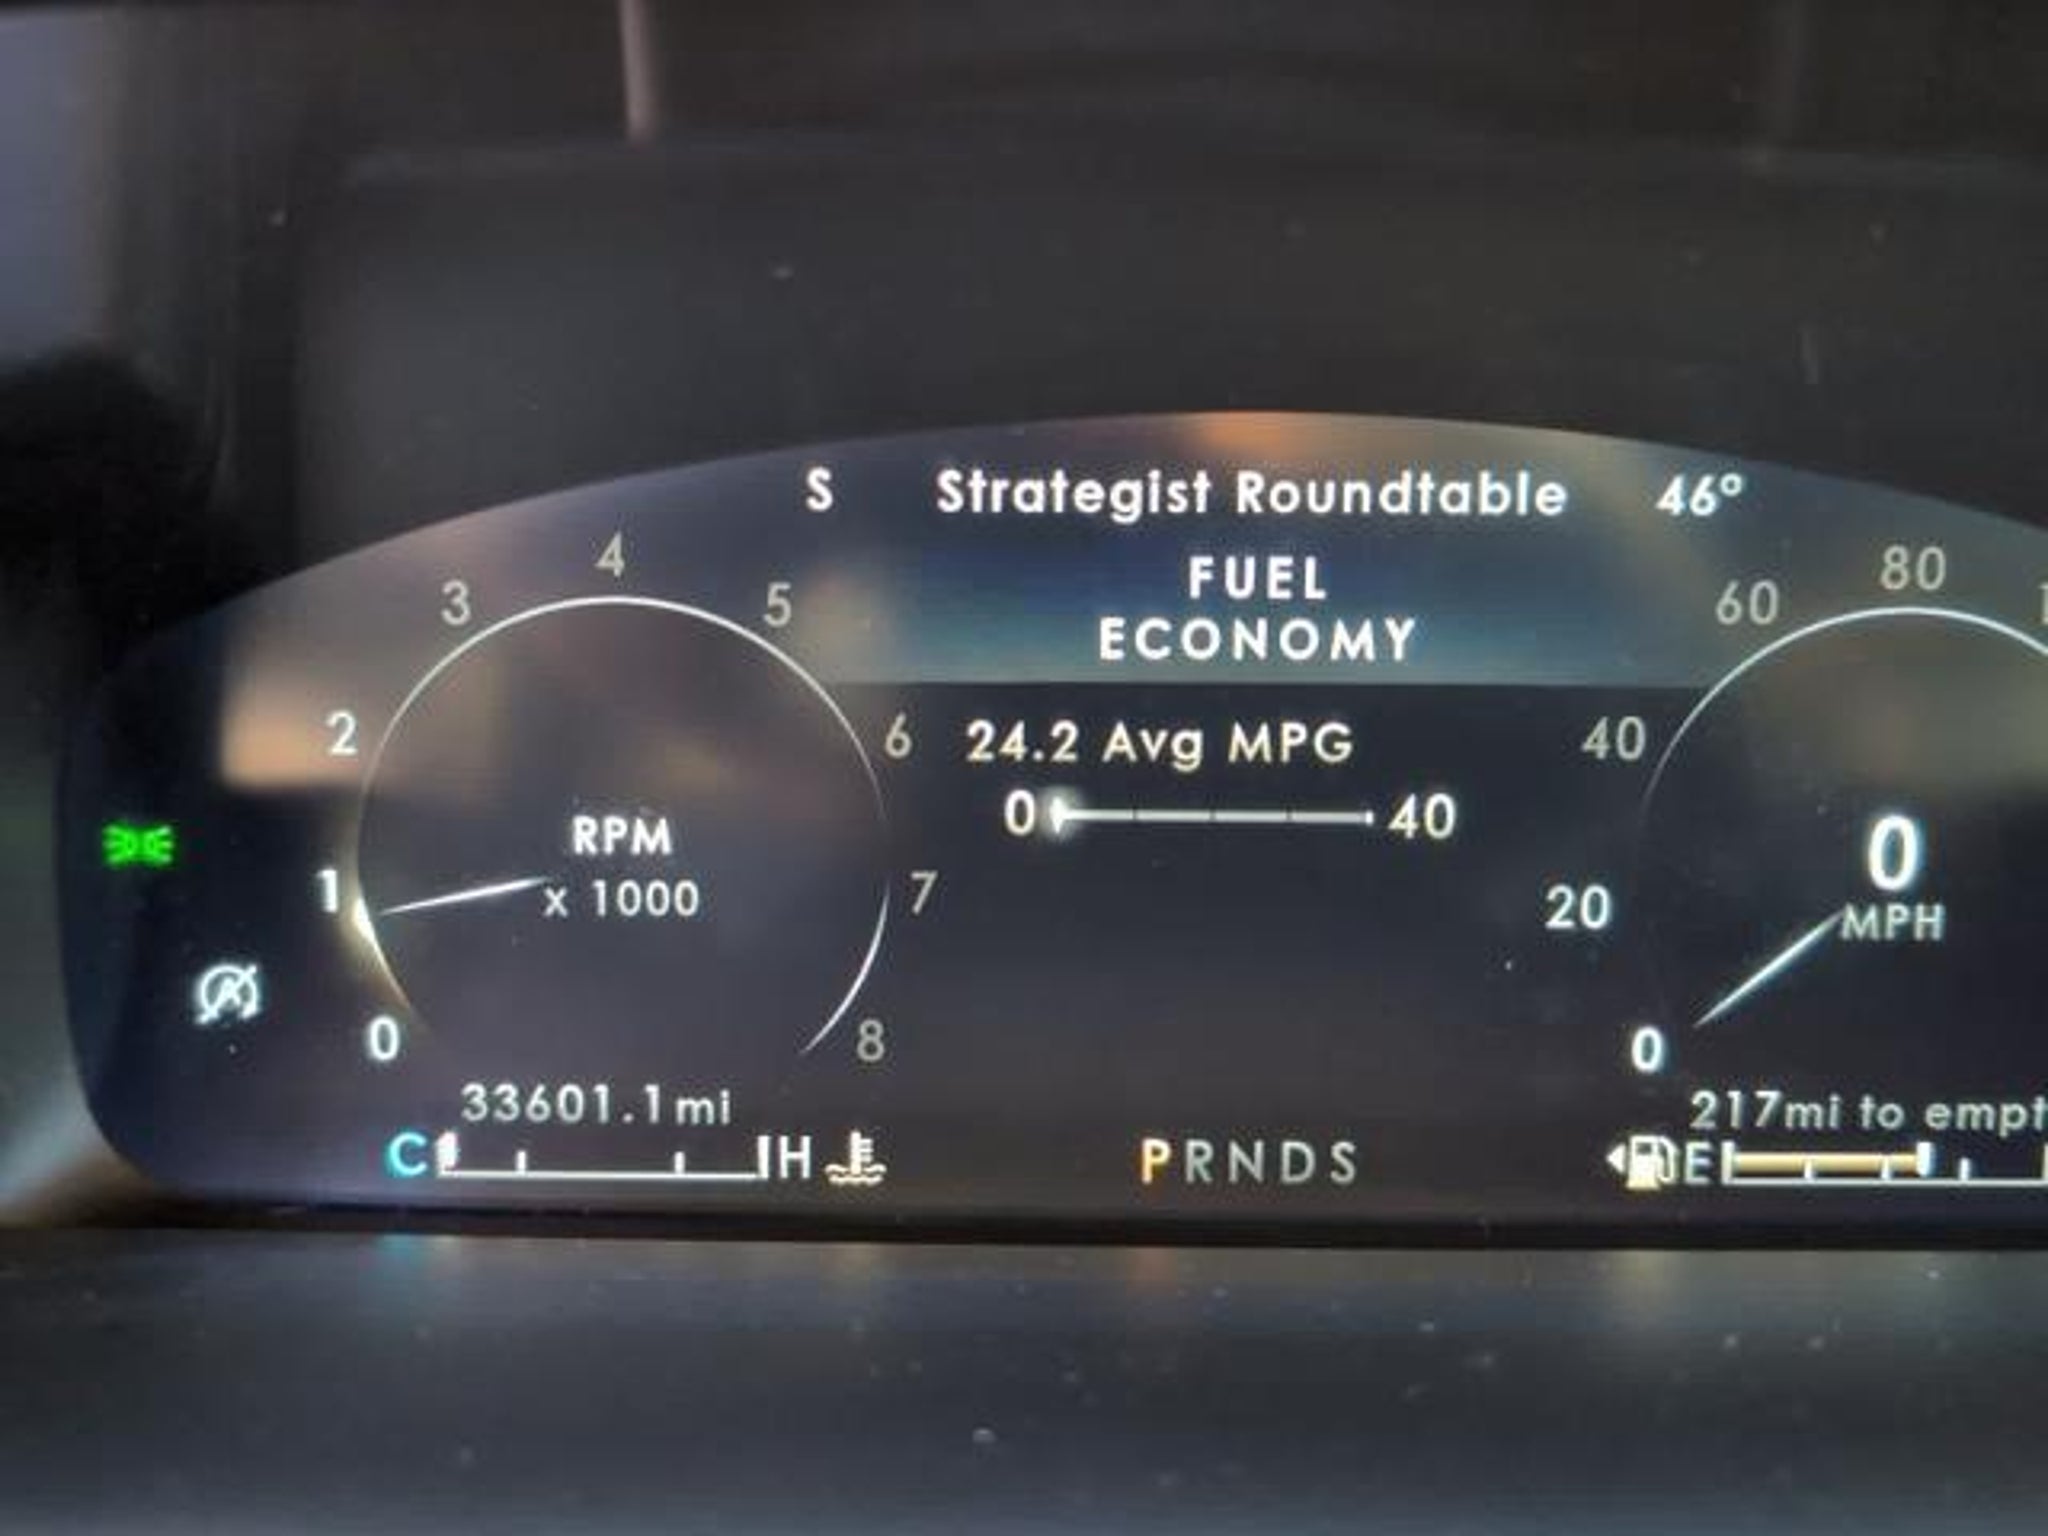 S Strategist Roundtable 46°
FUEL
ECONOMY
4
3 5
80
60
2 6
24.2 Avg MPG
40
0 40
RPM
x 1000
0
MPH
1
7
20
0
8
0
33601.1mi
217mi to empt
C H
PRNDS
E